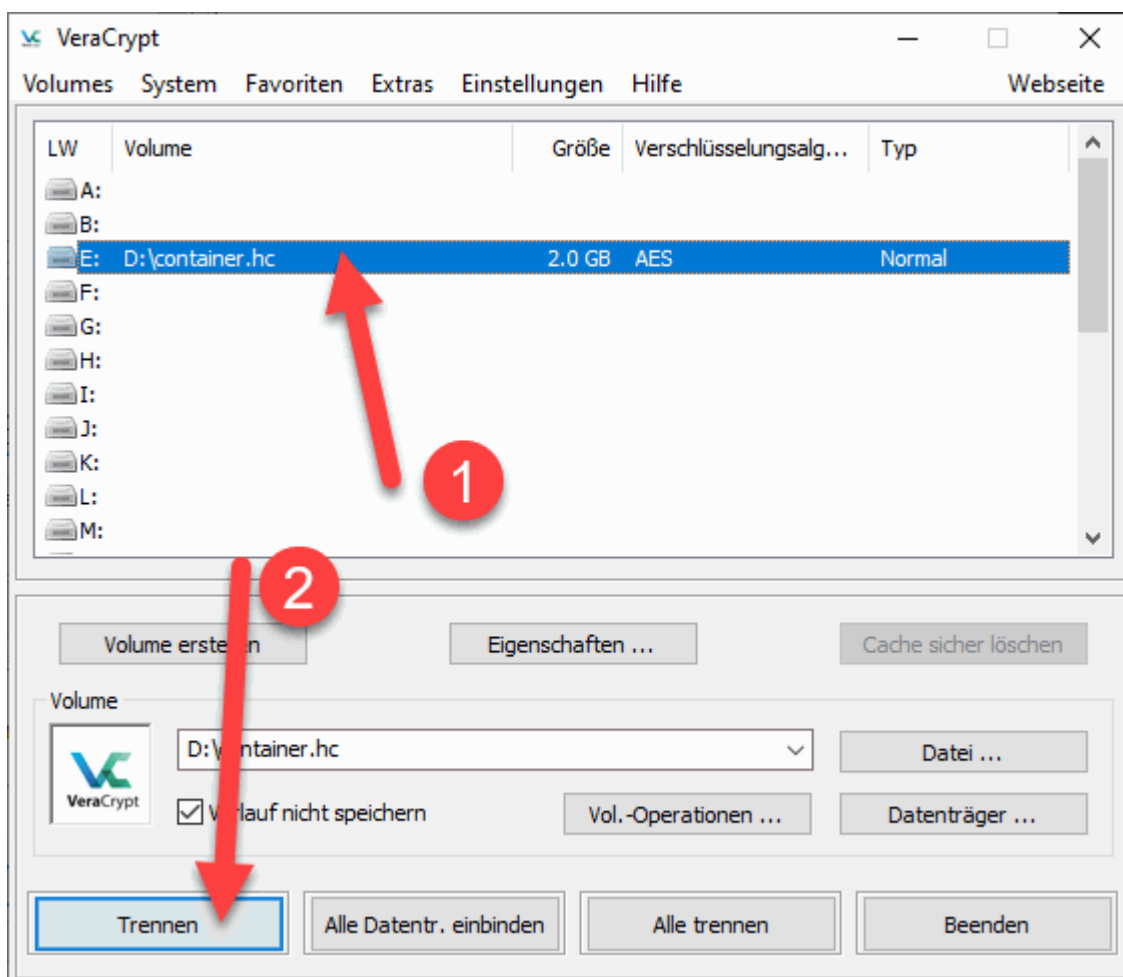 VeraCrypt
Volumes System Favoriten Extras Einstellungen Hilfe Webseite
LW Volume Größe Verschlüsselungsalg... Typ
A:
B:
E: D:\container.hc 2.0 GB AES Normal
F:
G:
H:
I:
J:
K:
L:
M:
1
2
Volume erstellen Eigenschaften ... Cache sicher löschen
Volume
VeraCrypt
D:\container.hc Datei ...
Verlauf nicht speichern Vol.-Operationen ... Datenträger ...
Trennen Alle Datentr. einbinden Alle trennen Beenden